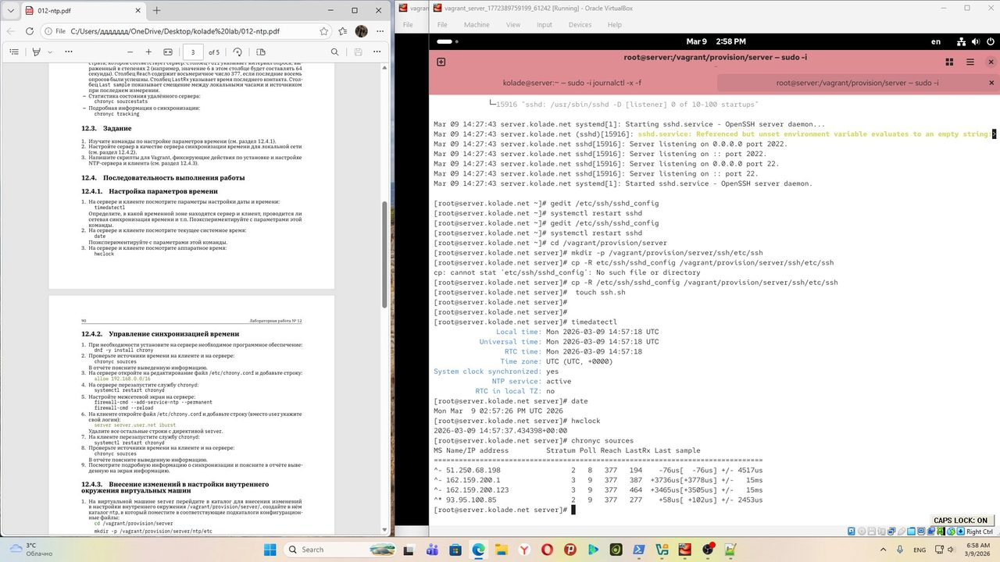 012-ntp.pdf
File C:/Users/ддддддд/OneDrive/Desktop/kolade%20lab/012-ntp.pdf
3 of 5
раженный в степенях 2 (например, значение 6 в этом столбце будет составлять 64
секунды). Столбец Reach содержит восьмеричное число 377, если последние восемь
опросов были успешны. Столбец LastRx указывает время последнего контакта. Стол-
бец Last sample показывает смещение между локальными часами и источником
при последнем измерении.
– Статистика состояния удалённого сервера:
chronyc sourcestats
– Подробная информация о синхронизации:
chronyc tracking
12.3. Задание
1. Изучите команды по настройке параметров времени (см. раздел 12.4.1).
2. Настройте сервер в качестве сервера синхронизации времени для локальной сети
(см. раздел 12.4.2).
3. Напишите скрипты для Vagrant, фиксирующие действия по установке и настройке
NTP-сервера и клиента (см. раздел 12.4.3).
12.4. Последовательность выполнения работы
12.4.1. Настройка параметров времени
1. На сервере и клиенте посмотрите параметры настройки даты и времени:
timedatectl
Определите, в какой временной зоне находятся сервер и клиент, проводится ли
сетевая синхронизация времени и т.п. Поэкспериментируйте с параметрами этой
команды.
2. На сервере и клиенте посмотрите текущее системное время:
date
Поэкспериментируйте с параметрами этой команды.
3. На сервере и клиенте посмотрите аппаратное время:
hwclock
90 Лабораторная работа № 12
12.4.2. Управление синхронизацией времени
1. При необходимости установите на сервере необходимое программное обеспечение:
dnf -y install chrony
2. Проверьте источники времени на клиенте и на сервере:
chronyc sources
В отчёте поясните выведенную информацию.
3. На сервере откройте на редактирование файл /etc/chrony.conf и добавьте строку:
allow 192.168.0.0/16
4. На сервере перезапустите службу chronyd:
systemctl restart chronyd
5. Настройте межсетевой экран на сервере:
firewall-cmd --add-service=ntp --permanent
firewall-cmd --reload
6. На клиенте откройте файл /etc/chrony.conf и добавьте строку (вместо user укажите
свой логин):
server server.user.net iburst
Удалите все остальные строки с директивой server.
7. На клиенте перезапустите службу chronyd:
systemctl restart chronyd
8. Проверьте источники времени на клиенте и на сервере:
chronyc sources
В отчёте поясните выведенную информацию.
9. Посмотрите подробную информацию о синхронизации и поясните в отчёте выве-
денную на экран информацию.
12.4.3. Внесение изменений в настройки внутреннего
окружения виртуальных машин
1. На виртуальной машине server перейдите в каталог для внесения изменений
в настройки внутреннего окружения /vagrant/provision/server/, создайте в нём
каталог ntp, в который поместите в соответствующие подкаталоги конфигурацион-
ные файлы:
cd /vagrant/provision/server
mkdir -p /vagrant/provision/server/ntp/etc
vagran
File
vagrant_server_1772389759199_61242 [Running] - Oracle VirtualBox
File Machine View Input Devices Help
Mar 9 2:58 PM en
root@server:/vagrant/provision/server — sudo -i
kolade@server:~ — sudo -i journalctl -x -f
root@server:/vagrant/provision/server — sudo -i
└─15916 "sshd: /usr/sbin/sshd -D [listener] 0 of 10-100 startups"
Mar 09 14:27:43 server.kolade.net systemd[1]: Starting sshd.service - OpenSSH server daemon...
Mar 09 14:27:43 server.kolade.net (sshd)[15916]: sshd.service: Referenced but unset environment variable evaluates to an empty string:>
Mar 09 14:27:43 server.kolade.net sshd[15916]: Server listening on 0.0.0.0 port 2022.
Mar 09 14:27:43 server.kolade.net sshd[15916]: Server listening on :: port 2022.
Mar 09 14:27:43 server.kolade.net sshd[15916]: Server listening on 0.0.0.0 port 22.
Mar 09 14:27:43 server.kolade.net sshd[15916]: Server listening on :: port 22.
Mar 09 14:27:43 server.kolade.net systemd[1]: Started sshd.service - OpenSSH server daemon.
[root@server.kolade.net ~]# gedit /etc/ssh/sshd_config
[root@server.kolade.net ~]# systemctl restart sshd
[root@server.kolade.net ~]# gedit /etc/ssh/sshd_config
[root@server.kolade.net ~]# systemctl restart sshd
[root@server.kolade.net ~]# cd /vagrant/provision/server
[root@server.kolade.net server]# mkdir -p /vagrant/provision/server/ssh/etc/ssh
[root@server.kolade.net server]# cp -R etc/ssh/sshd_config /vagrant/provision/server/ssh/etc/ssh
cp: cannot stat 'etc/ssh/sshd_config': No such file or directory
[root@server.kolade.net server]# cp -R /etc/ssh/sshd_config /vagrant/provision/server/ssh/etc/ssh
[root@server.kolade.net server]# touch ssh.sh
[root@server.kolade.net server]#
[root@server.kolade.net server]#
[root@server.kolade.net server]# timedatectl
Local time: Mon 2026-03-09 14:57:18 UTC
Universal time: Mon 2026-03-09 14:57:18 UTC
RTC time: Mon 2026-03-09 14:57:18
Time zone: UTC (UTC, +0000)
System clock synchronized: yes
NTP service: active
RTC in local TZ: no
[root@server.kolade.net server]# date
Mon Mar  9 02:57:26 PM UTC 2026
[root@server.kolade.net server]# hwclock
2026-03-09 14:57:37.434398+00:00
[root@server.kolade.net server]# chronyc sources
MS Name/IP address         Stratum Poll Reach LastRx Last sample
===============================================================================
^- 51.250.68.198                 2   8   377   194    -76us[  -76us] +/- 4517us
^- 162.159.200.1                 3   9   377   387  +3736us[+3778us] +/-   15ms
^- 162.159.200.123               3   9   377   464  +3465us[+3505us] +/-   15ms
^* 93.95.100.85                  2   9   377   277    +58us[ +102us] +/- 2453us
[root@server.kolade.net server]#
CAPS LOCK: ON
Right Ctrl
3°C
Облачно
Search
ENG
6:58 AM
3/9/2026